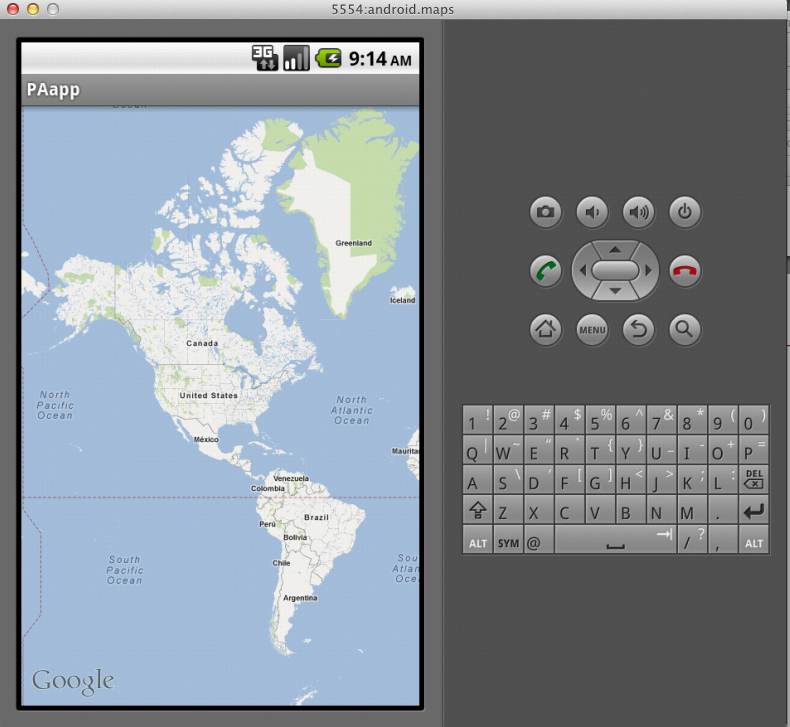 5554:android.maps
3G 9:14 AM
PAapp
Greenland
Iceland
Canada
North
Pacific
Ocean
United States
North
Atlantic
Ocean
México
Maurita
Venezuela
Colombia
Perú
Brazil
Bolivia
Chile
South
Pacific
Ocean
Sou
Atlan
Oce
Argentina
Google
MENU
1 ! 2 @ 3 # 4 $ 5 % 6 ^ 7 & 8 * 9 ( 0 )
Q | W ~ E " R ` T { Y } U _ I - O + P =
A S \ D ' F [ G ] H < J > K ; L : DEL
Z X C V B N M .
ALT SYM @ / ? , ALT